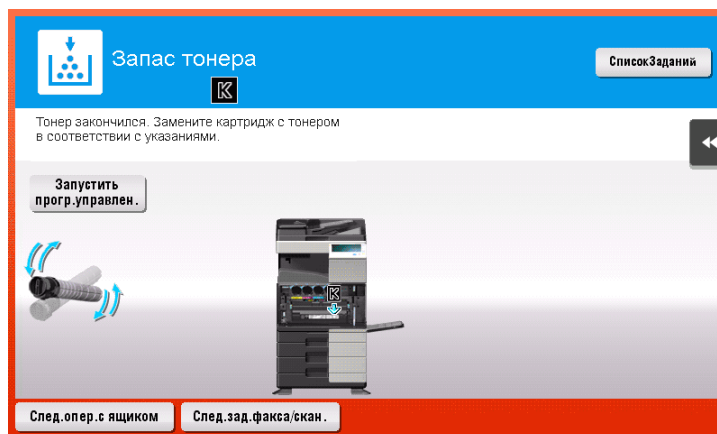 Запас тонера
СписокЗаданий
K
Тонер закончился. Замените картридж с тонером
в соответствии с указаниями.
Запустить
прогр.управлен.
K
След.опер.с ящиком
След.зад.факса/скан.